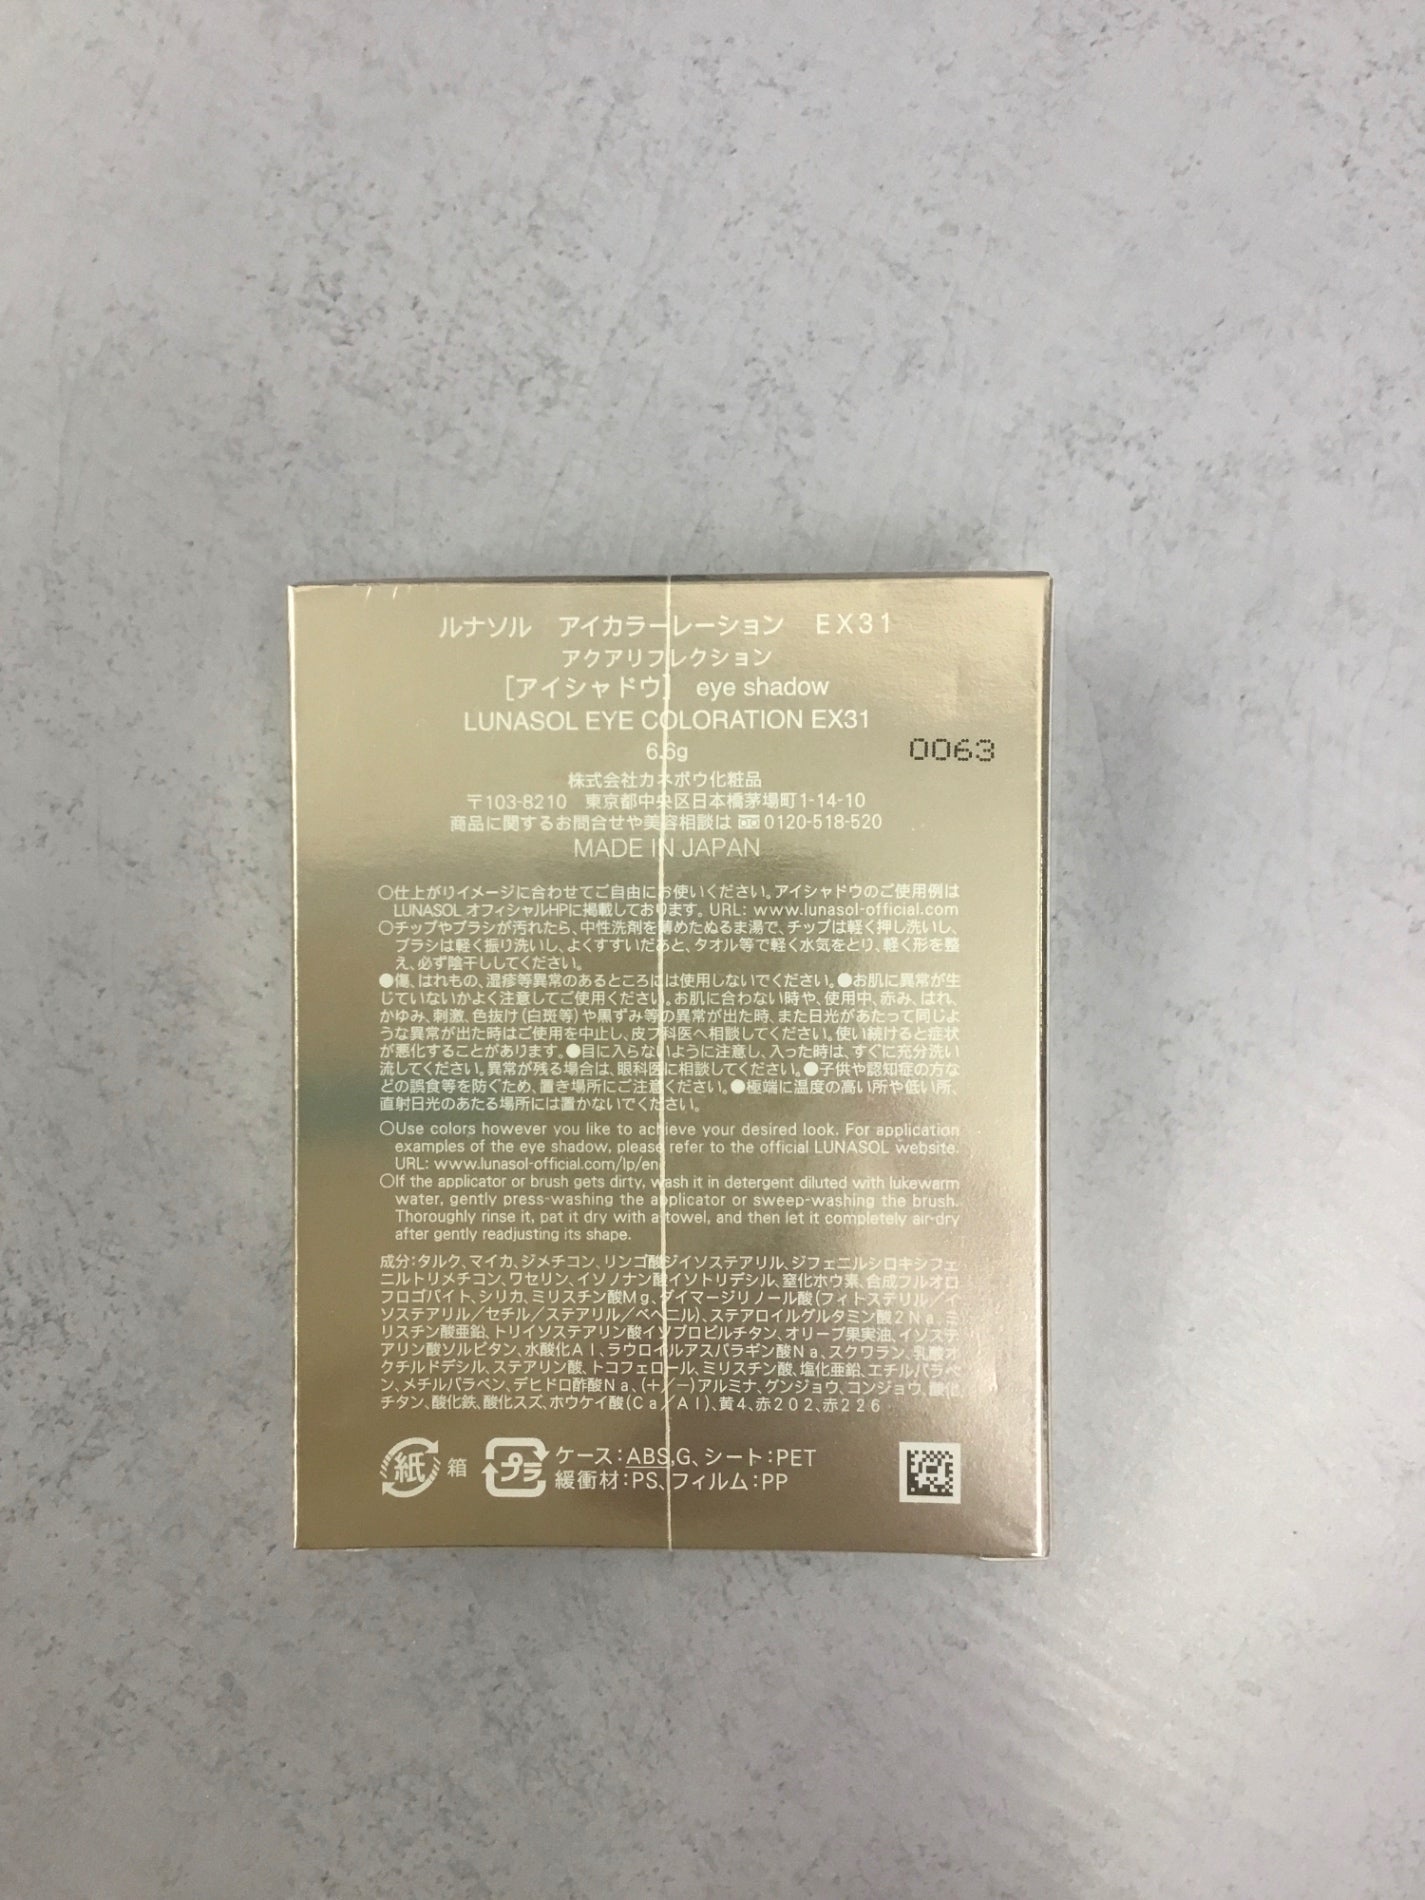 ルナソル　アイカラーレーション　EX31
アクアリフレクション
[アイシャドウ]　eye shadow
LUNASOL EYE COLORATION EX31
6.6g
0063
株式会社カネボウ化粧品
〒103-8210　東京都中央区日本橋茅場町1-14-10
商品に関するお問合せや美容相談は 0120-518-520
MADE IN JAPAN
○仕上がりイメージに合わせてご自由にお使いください。アイシャドウのご使用例は
LUNASOL オフィシャルHPに掲載しております。URL: www.lunasol-official.com
○チップやブラシが汚れたら、中性洗剤を薄めたぬるま湯で、チップは軽く押し洗いし、
ブラシは軽く振り洗いし、よくすすいだあと、タオル等で軽く水気をとり、軽く形を整
え、必ず陰干ししてください。
●傷、はれもの、湿疹等異常のあるところには使用しないでください。●お肌に異常が生
じていないかよく注意してご使用ください。お肌に合わない時や、使用中、赤み、はれ、
かゆみ、刺激、色抜け(白斑等)や黒ずみ等の異常が出た時、また日光があたって同じよ
うな異常が出た時はご使用を中止し、皮フ科医へ相談してください。使い続けると症状
が悪化することがあります。●目に入らないように注意し、入った時は、すぐに充分洗い
流してください。異常が残る場合は、眼科医に相談してください。●子供や認知症の方な
どの誤食等を防ぐため、置き場所にご注意ください。●極端に温度の高い所や低い所、
直射日光のあたる場所には置かないでください。
○Use colors however you like to achieve your desired look. For application
examples of the eye shadow, please refer to the official LUNASOL website.
URL: www.lunasol-official.com/lp/en/
○If the applicator or brush gets dirty, wash it in detergent diluted with lukewarm
water, gently press-washing the applicator or sweep-washing the brush.
Thoroughly rinse it, pat it dry with a towel, and then let it completely air-dry
after gently readjusting its shape.
成分:タルク、マイカ、ジメチコン、リンゴ酸ジイソステアリル、ジフェニルシロキシフェ
ニルトリメチコン、ワセリン、イソノナン酸イソトリデシル、窒化ホウ素、合成フルオロ
フロゴパイト、シリカ、ミリスチン酸Mg、ダイマージリノール酸(フィトステリル/イ
ソステアリル/セチル/ステアリル/ベヘニル)、ステアロイルグルタミン酸2Na、ミ
リスチン酸亜鉛、トリイソステアリン酸イソプロピルチタン、オリーブ果実油、イソステ
アリン酸ソルビタン、水酸化Al、ラウロイルアスパラギン酸Na、スクワラン、乳酸オ
クチルドデシル、ステアリン酸、トコフェロール、ミリスチン酸、塩化亜鉛、エチルパラベ
ン、メチルパラベン、デヒドロ酢酸Na、(+/−)アルミナ、グンジョウ、コンジョウ、酸化
チタン、酸化鉄、酸化スズ、ホウケイ酸(Ca/Al)、黄4、赤202、赤226
紙 箱 プラ ケース:ABS,G、シート:PET
緩衝材:PS、フィルム:PP